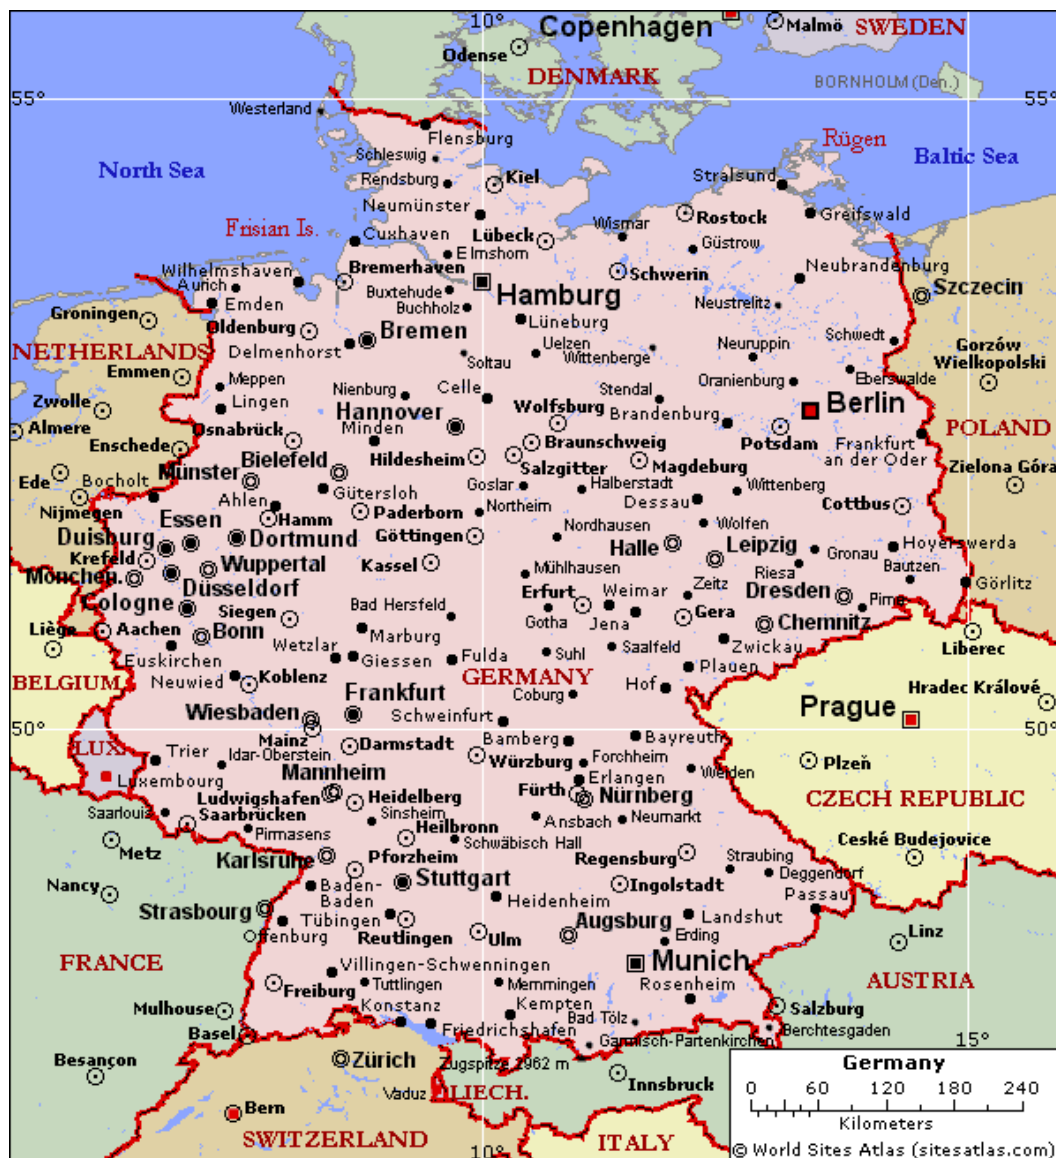 10°
Copenhagen
Malmö
SWEDEN
Odense
DENMARK
BORNHOLM (Den.)
55°
55°
Westerland
Flensburg
Rügen
North Sea
Baltic Sea
Schleswig
Rendsburg
Kiel
Stralsund
Neumünster
Rostock
Greifswald
Frisian Is.
Cuxhaven
Lübeck
Wismar
Elmshorn
Güstrow
Wilhelmshaven
Bremerhaven
Schwerin
Neubrandenburg
Aurich
Buxtehude
Hamburg
Szczecin
Emden
Buchholz
Neustrelitz
Groningen
Oldenburg
Bremen
Lüneburg
Schwedt
NETHERLANDS
Delmenhorst
Soltau
Uelzen
Wittenberge
Neuruppin
Gorzów
Wielkopolski
Emmen
Meppen
Nienburg
Celle
Stendal
Oranienburg
Eberswalde
Zwolle
Lingen
Hannover
Wolfsburg
Brandenburg
Berlin
Almere
Osnabrück
Minden
Braunschweig
Potsdam
Frankfurt
an der Oder
POLAND
Enschede
Bielefeld
Hildesheim
Salzgitter
Magdeburg
Zielona Góra
Ede
Bocholt
Münster
Gütersloh
Goslar
Halberstadt
Dessau
Wittenberg
Nijmegen
Ahlen
Hamm
Paderborn
Northeim
Cottbus
Essen
Duisburg
Dortmund
Göttingen
Nordhausen
Wolfen
Krefeld
Wuppertal
Kassel
Halle
Leipzig
Gronau
Hoyerswerda
Mönchen.
Düsseldorf
Mühlhausen
Zeitz
Riesa
Bautzen
Görlitz
Cologne
Siegen
Bad Hersfeld
Erfurt
Weimar
Dresden
Pirna
Liège
Aachen
Bonn
Marburg
Gotha
Jena
Gera
Chemnitz
Wetzlar
Zwickau
Liberec
Euskirchen
Giessen
Fulda
Suhl
Saalfeld
Plauen
BELGIUM
Neuwied
Koblenz
GERMANY
Hof
Hradec Králové
Frankfurt
Coburg
Wiesbaden
Schweinfurt
Prague
50°
Mainz
Darmstadt
Bamberg
Bayreuth
LUX.
Trier
Idar-Oberstein
Würzburg
Forchheim
Plzeň
Luxembourg
Mannheim
Erlangen
Weiden
Ludwigshafen
Heidelberg
Fürth
Nürnberg
CZECH REPUBLIC
Saarlouis
Saarbrücken
Sinsheim
Ansbach
Neumarkt
Pirmasens
Heilbronn
Schwäbisch Hall
Ceské Budejovice
Metz
Karlsruhe
Pforzheim
Regensburg
Straubing
Deggendorf
Nancy
Baden-
Baden
Stuttgart
Heidenheim
Ingolstadt
Passau
Strasbourg
Tübingen
Reutlingen
Augsburg
Landshut
Offenburg
Ulm
Erding
Linz
FRANCE
Villingen-Schwenningen
Munich
AUSTRIA
Freiburg
Tuttlingen
Memmingen
Rosenheim
Mulhouse
Konstanz
Kempten
Salzburg
Basel
Friedrichshafen
Bad Tölz
Berchtesgaden
15°
Garmisch-Partenkirchen
Besançon
Zürich
Zugspitze 2962 m
Innsbruck
Vaduz
LIECH.
Bern
SWITZERLAND
ITALY
10°
Germany
0 60 120 180 240
Kilometers
© World Sites Atlas (sitesatlas.com)